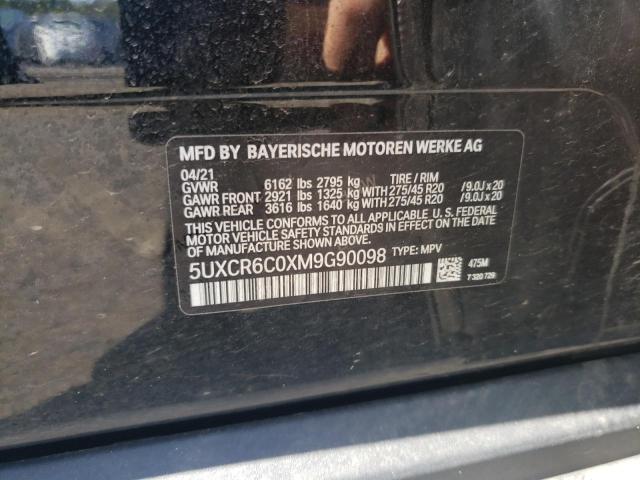 MFD BY BAYERISCHE MOTOREN WERKE AG
04/21 TIRE / RIM
GVWR 6162 lbs 2795 kg
GAWR FRONT 2921 lbs 1325 kg WITH 275/45 R20 /9.0J x 20
GAWR REAR 3616 lbs 1640 kg WITH 275/45 R20 /9.0J x 20
THIS VEHICLE CONFORMS TO ALL APPLICABLE U.S. FEDERAL
MOTOR VEHICLE SAFETY STANDARDS IN EFFECT ON THE DATE
OF MANUFACTURE SHOWN ABOVE.
5UXCR6C0XM9G90098 TYPE: MPV
475M
7 320 729